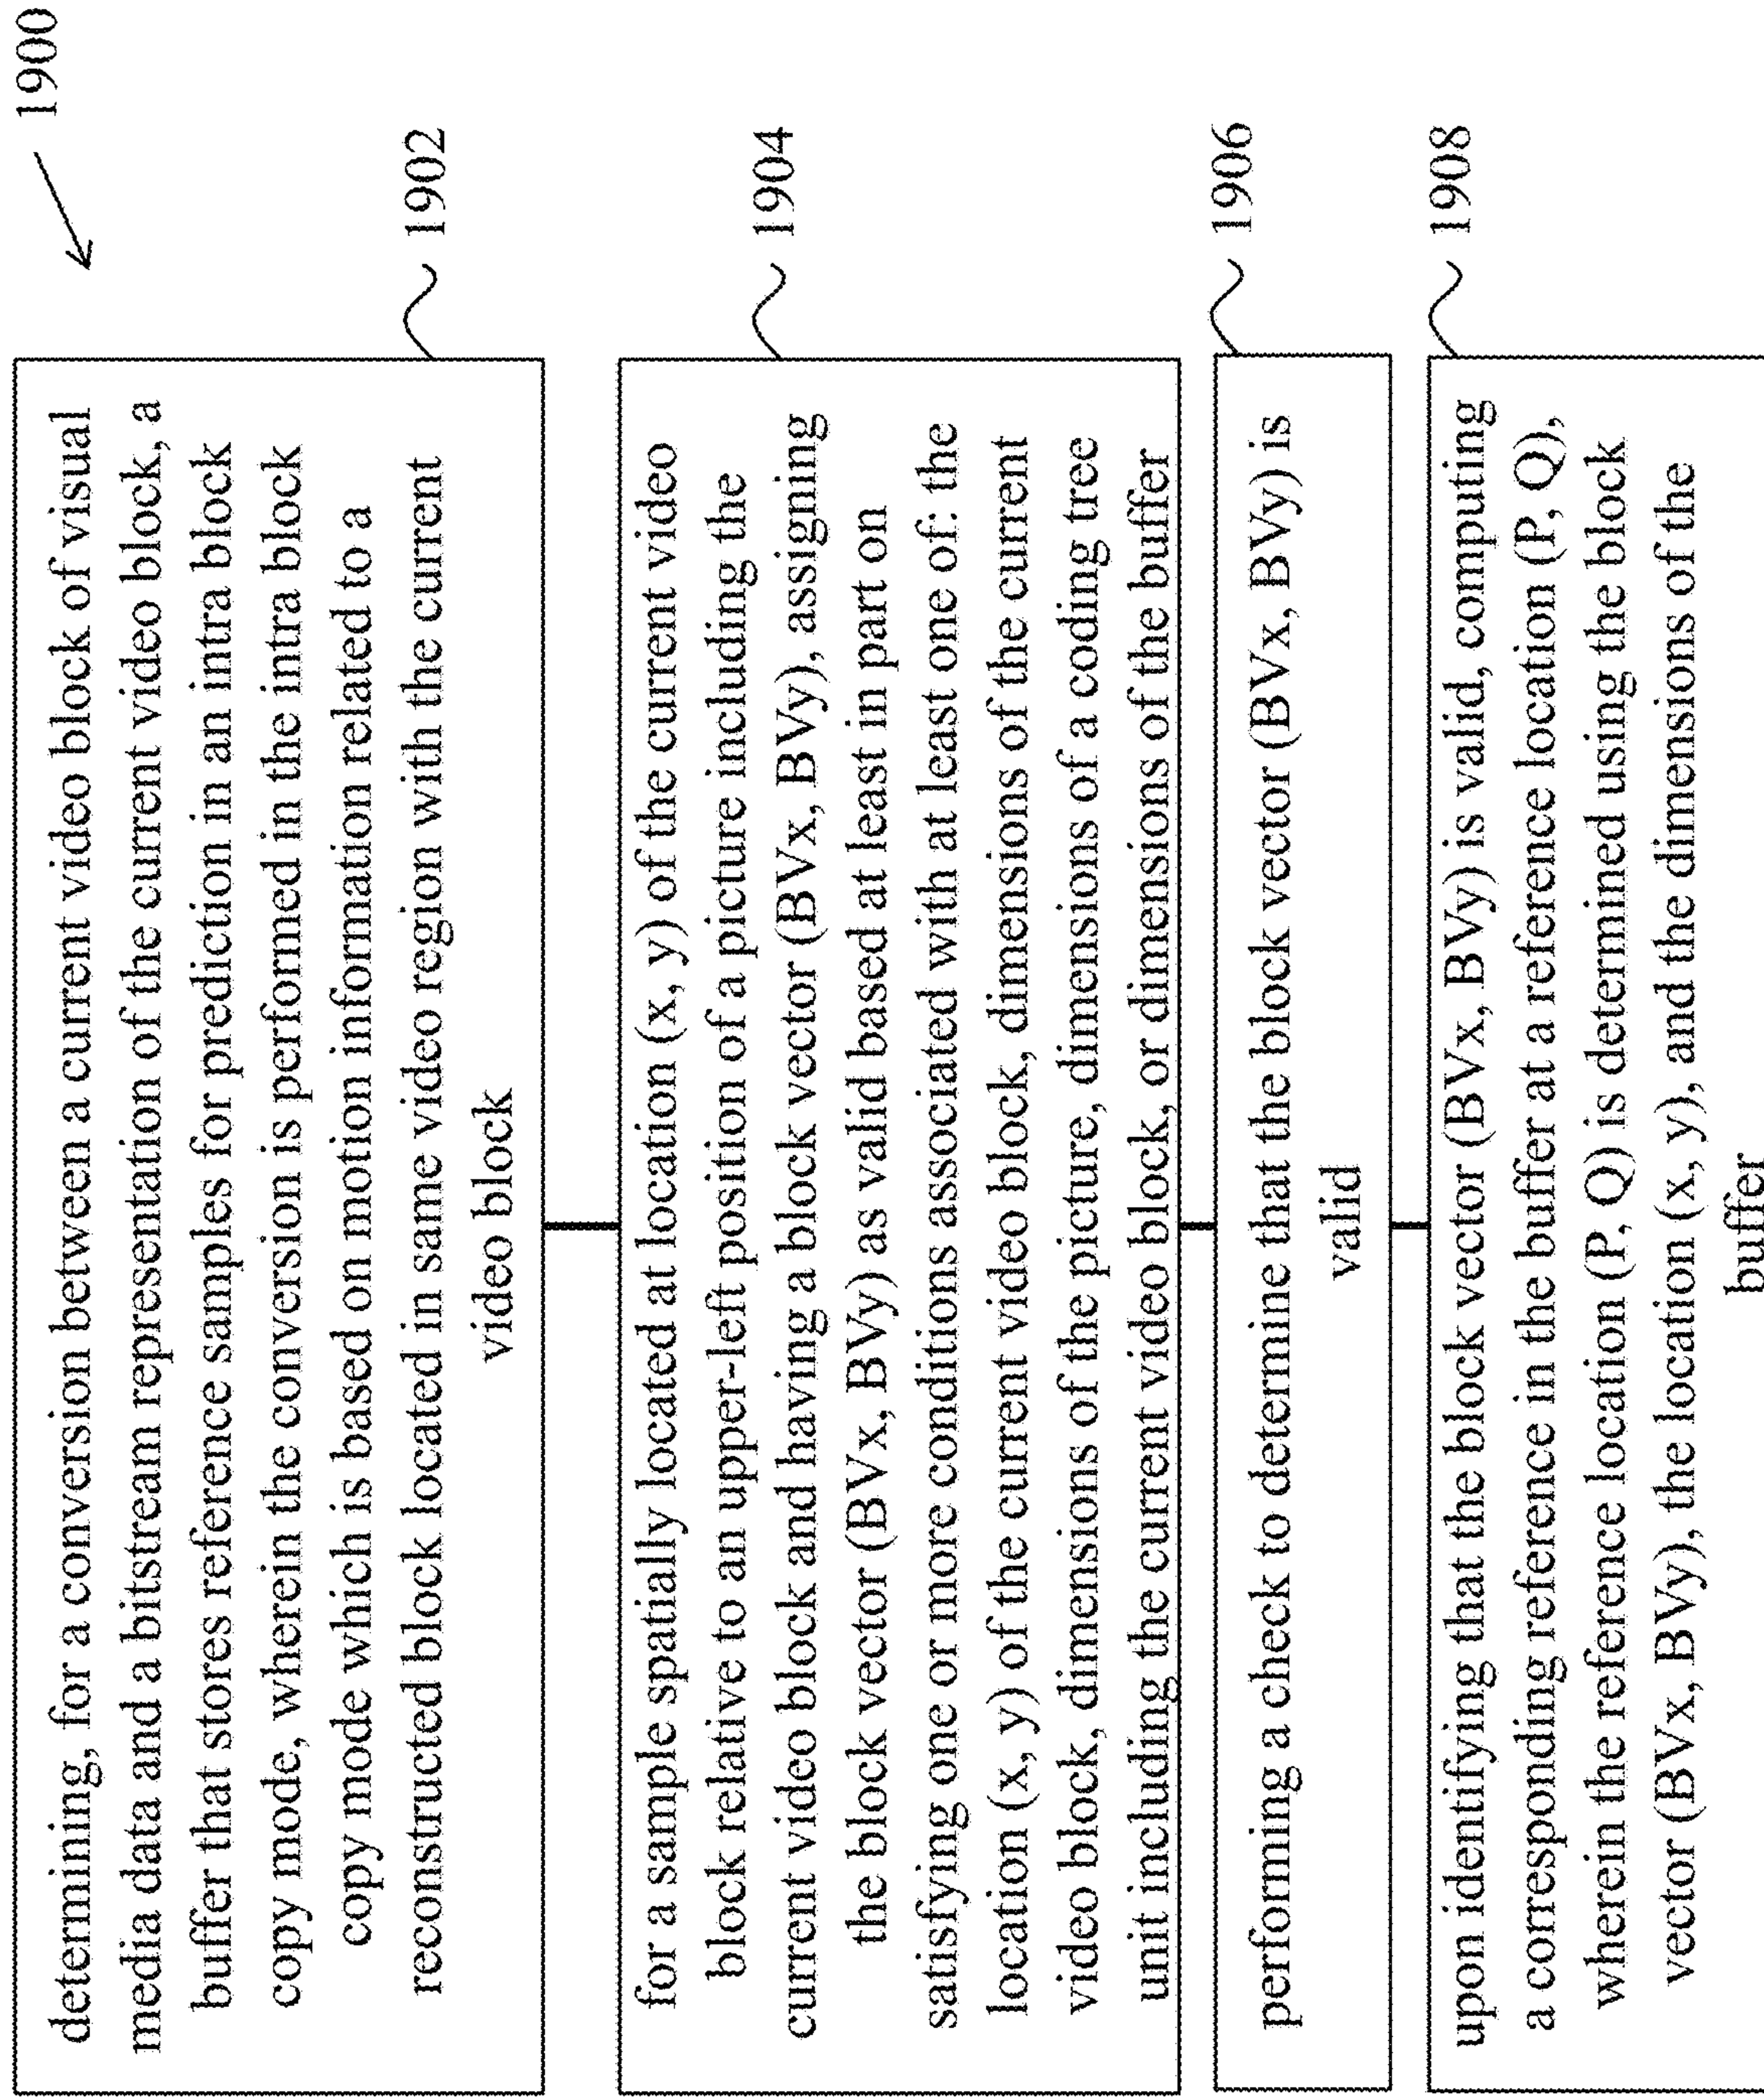 1900
determining, for a conversion between a current video block of visual
media data and a bitstream representation of the current video block, a
buffer that stores reference samples for prediction in an intra block
copy mode, wherein the conversion is performed in the intra block
copy mode which is based on motion information related to a
reconstructed block located in same video region with the current
video block
1902
for a sample spatially located at location (x, y) of the current video
block relative to an upper-left position of a picture including the
current video block and having a block vector (BVx, BVy), assigning
the block vector (BVx, BVy) as valid based at least in part on
satisfying one or more conditions associated with at least one of: the
location (x, y) of the current video block, dimensions of the current
video block, dimensions of the picture, dimensions of a coding tree
unit including the current video block, or dimensions of the buffer
1904
performing a check to determine that the block vector (BVx, BVy) is
valid
1906
upon identifying that the block vector (BVx, BVy) is valid, computing
a corresponding reference in the buffer at a reference location (P, Q),
wherein the reference location (P, Q) is determined using the block
vector (BVx, BVy), the location (x, y), and the dimensions of the
buffer
1908